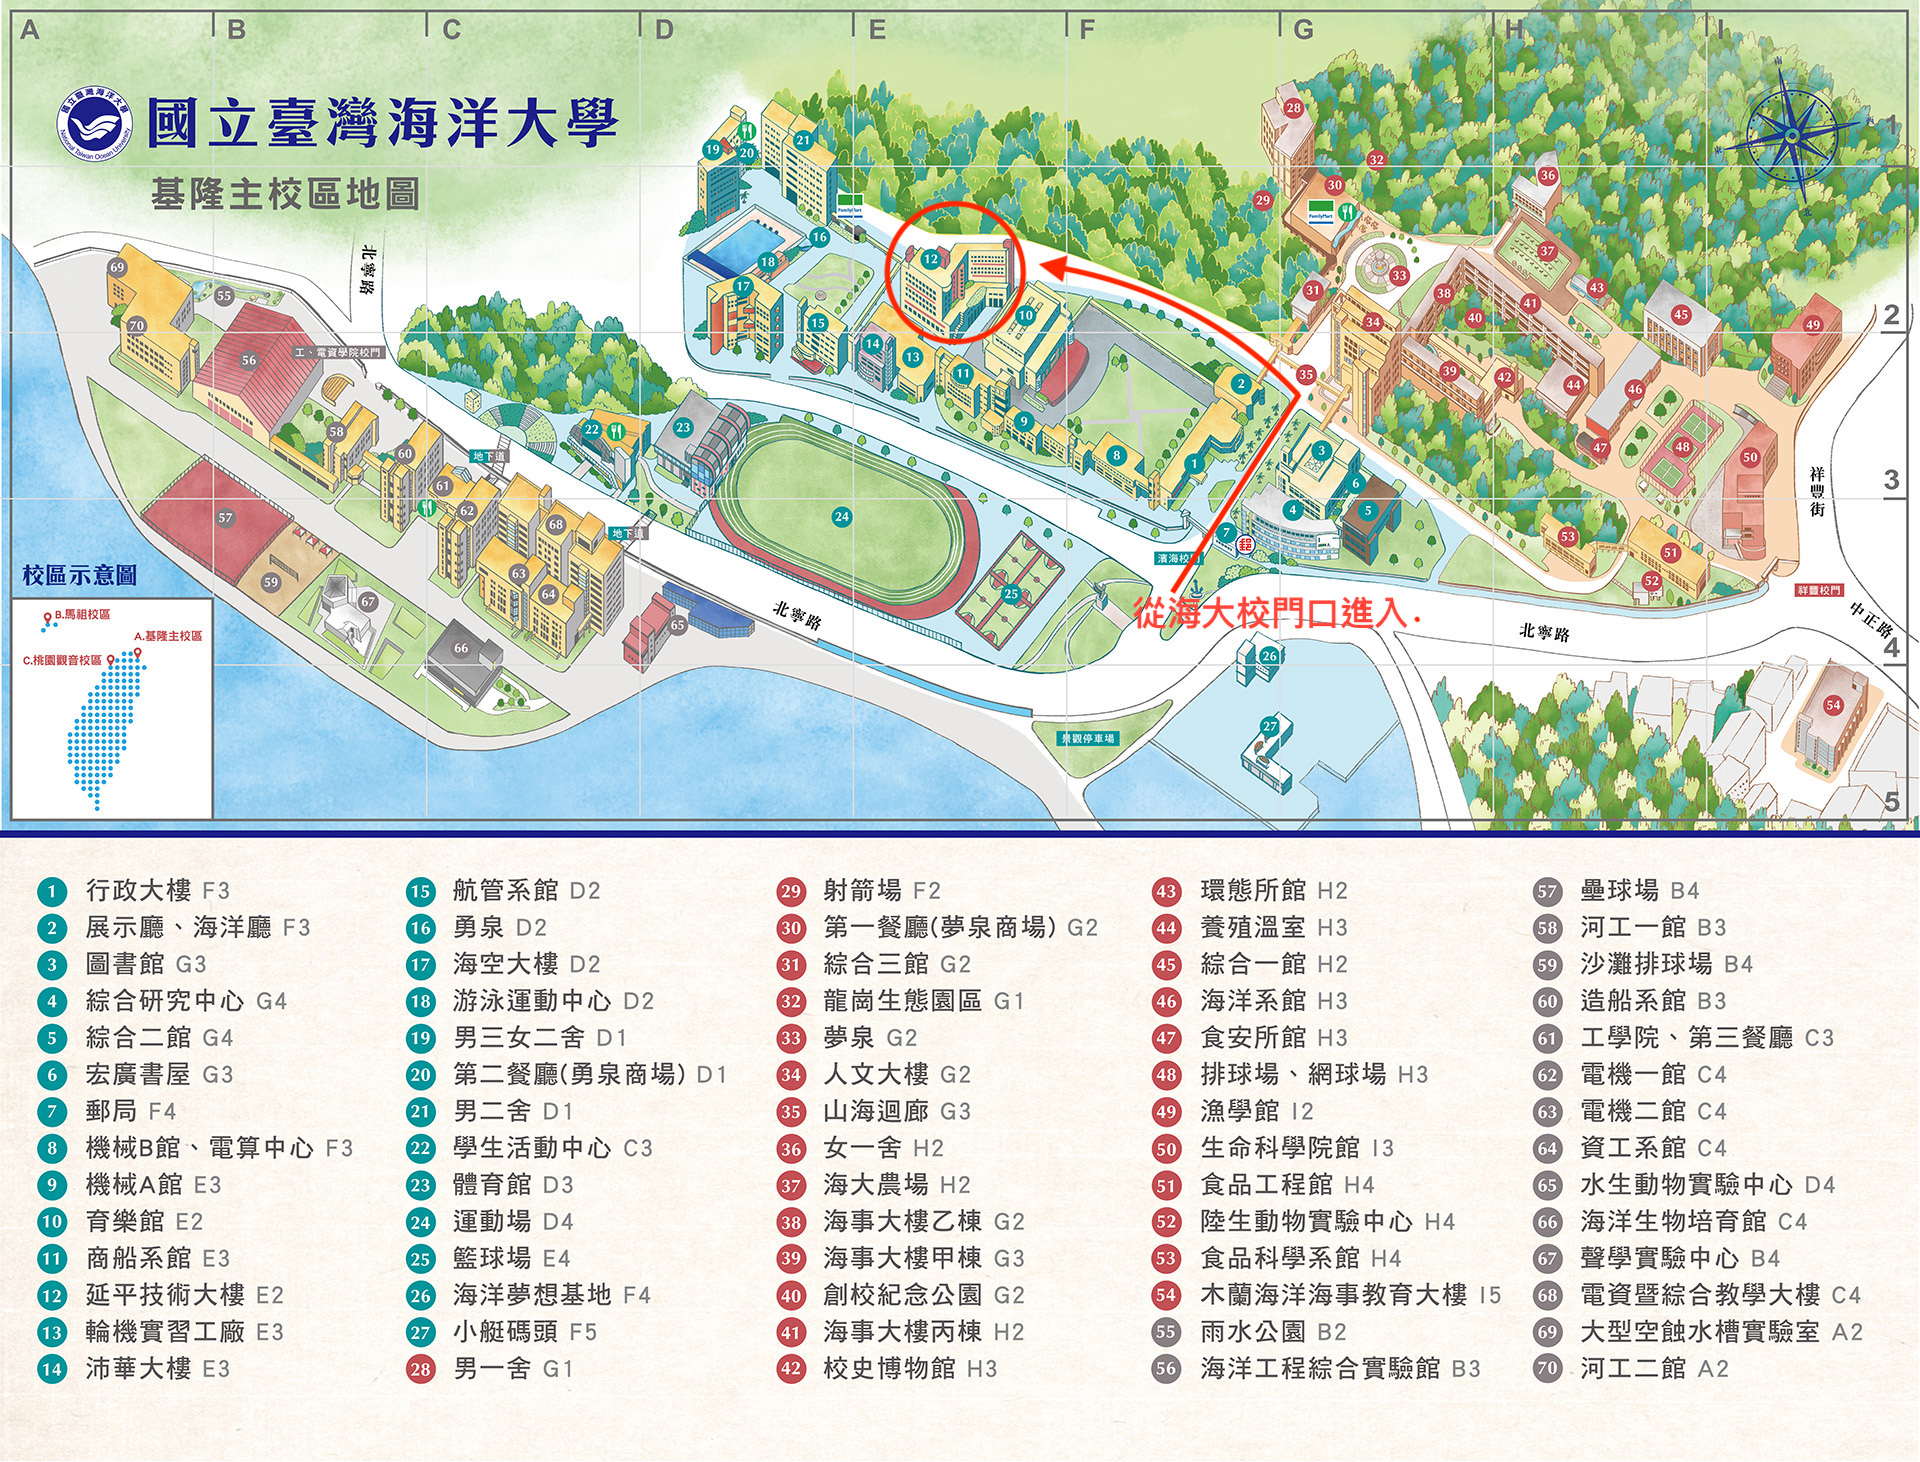 A B C D E F G H I
國立臺灣海洋大學
National Taiwan Ocean University
國立臺灣海洋大學
基隆主校區地圖
1
2
3
4
5
南
西
東
北
北寧路
工、電資學院校門
地下道
地下道
北寧路
FamilyMart
FamilyMart
濱海校門
郵
從海大校門口進入.
北寧路
祥豐街
祥豐校門
中正路
景觀停車場
校區示意圖
B.馬祖校區
A.基隆主校區
C.桃園觀音校區
1 行政大樓 F3
2 展示廳、海洋廳 F3
3 圖書館 G3
4 綜合研究中心 G4
5 綜合二館 G4
6 宏廣書屋 G3
7 郵局 F4
8 機械B館、電算中心 F3
9 機械A館 E3
10 育樂館 E2
11 商船系館 E3
12 延平技術大樓 E2
13 輪機實習工廠 E3
14 沛華大樓 E3
15 航管系館 D2
16 勇泉 D2
17 海空大樓 D2
18 游泳運動中心 D2
19 男三女二舍 D1
20 第二餐廳(勇泉商場) D1
21 男二舍 D1
22 學生活動中心 C3
23 體育館 D3
24 運動場 D4
25 籃球場 E4
26 海洋夢想基地 F4
27 小艇碼頭 F5
28 男一舍 G1
29 射箭場 F2
30 第一餐廳(夢泉商場) G2
31 綜合三館 G2
32 龍崗生態園區 G1
33 夢泉 G2
34 人文大樓 G2
35 山海迴廊 G3
36 女一舍 H2
37 海大農場 H2
38 海事大樓乙棟 G2
39 海事大樓甲棟 G3
40 創校紀念公園 G2
41 海事大樓丙棟 H2
42 校史博物館 H3
43 環態所館 H2
44 養殖溫室 H3
45 綜合一館 H2
46 海洋系館 H3
47 食安所館 H3
48 排球場、網球場 H3
49 漁學館 I2
50 生命科學院館 I3
51 食品工程館 H4
52 陸生動物實驗中心 H4
53 食品科學系館 H4
54 木蘭海洋海事教育大樓 I5
55 雨水公園 B2
56 海洋工程綜合實驗館 B3
57 壘球場 B4
58 河工一館 B3
59 沙灘排球場 B4
60 造船系館 B3
61 工學院、第三餐廳 C3
62 電機一館 C4
63 電機二館 C4
64 資工系館 C4
65 水生動物實驗中心 D4
66 海洋生物培育館 C4
67 聲學實驗中心 B4
68 電資暨綜合教學大樓 C4
69 大型空蝕水槽實驗室 A2
70 河工二館 A2